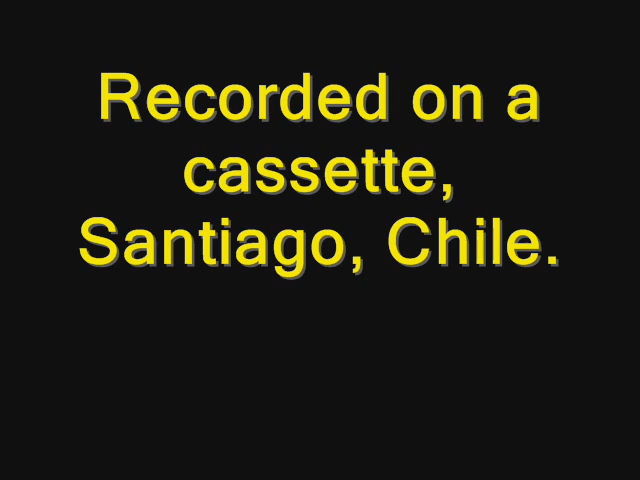 Recorded on a
cassette,
Santiago, Chile.